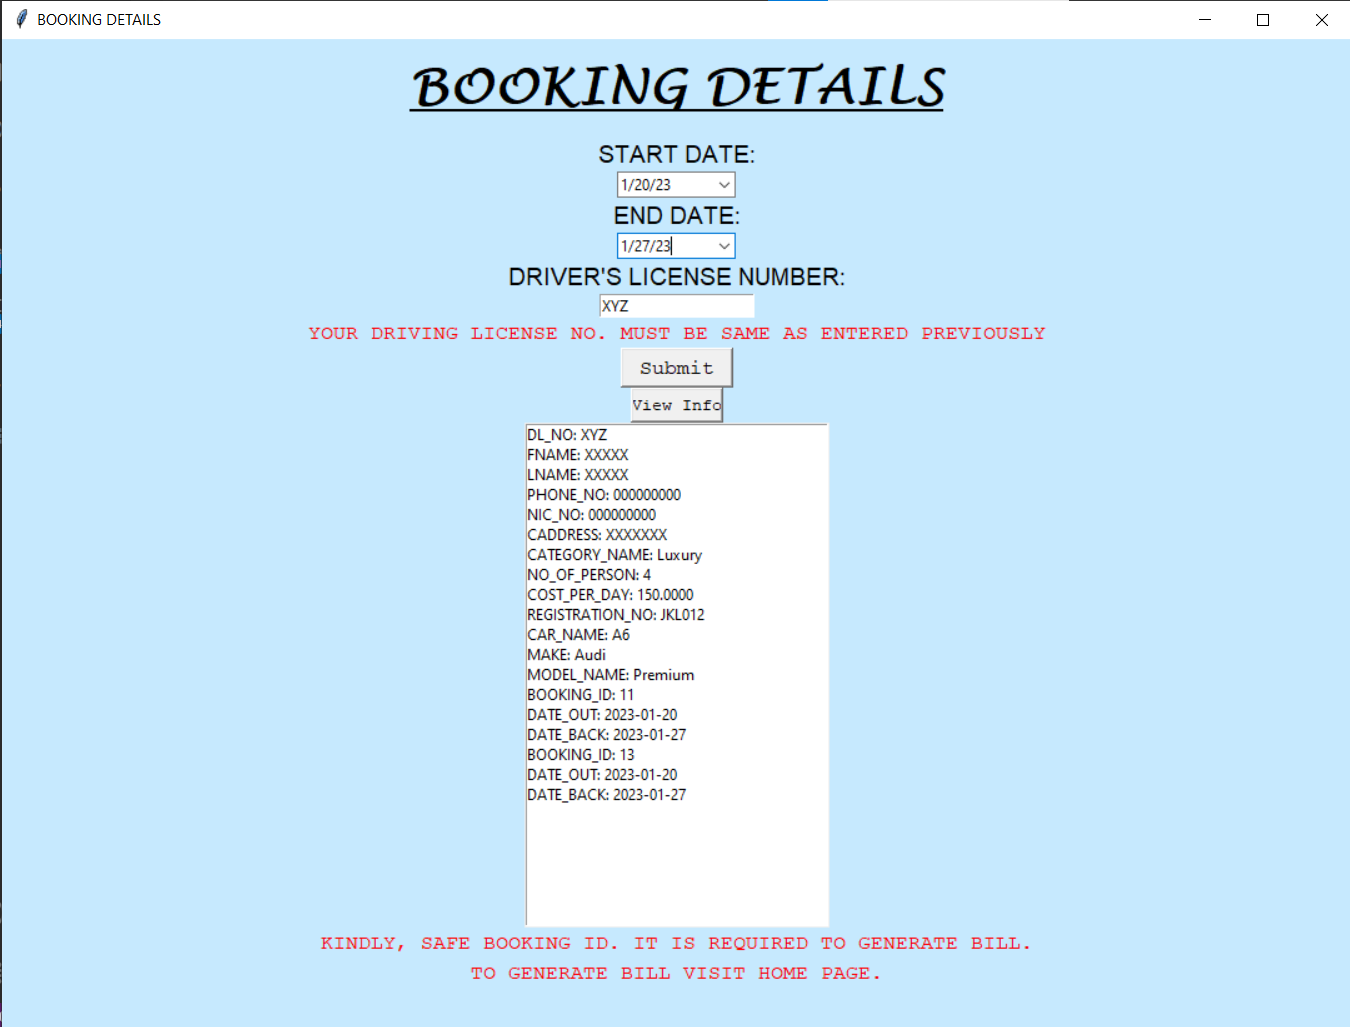 BOOKING DETAILS
BOOKING DETAILS
START DATE:
1/20/23
END DATE:
1/27/23
DRIVER'S LICENSE NUMBER:
XYZ
YOUR DRIVING LICENSE NO. MUST BE SAME AS ENTERED PREVIOUSLY
Submit
View Info
DL_NO: XYZ
FNAME: XXXXX
LNAME: XXXXX
PHONE_NO: 000000000
NIC_NO: 000000000
CADDRESS: XXXXXXX
CATEGORY_NAME: Luxury
NO_OF_PERSON: 4
COST_PER_DAY: 150.0000
REGISTRATION_NO: JKL012
CAR_NAME: A6
MAKE: Audi
MODEL_NAME: Premium
BOOKING_ID: 11
DATE_OUT: 2023-01-20
DATE_BACK: 2023-01-27
BOOKING_ID: 13
DATE_OUT: 2023-01-20
DATE_BACK: 2023-01-27
KINDLY, SAFE BOOKING ID. IT IS REQUIRED TO GENERATE BILL.
TO GENERATE BILL VISIT HOME PAGE.